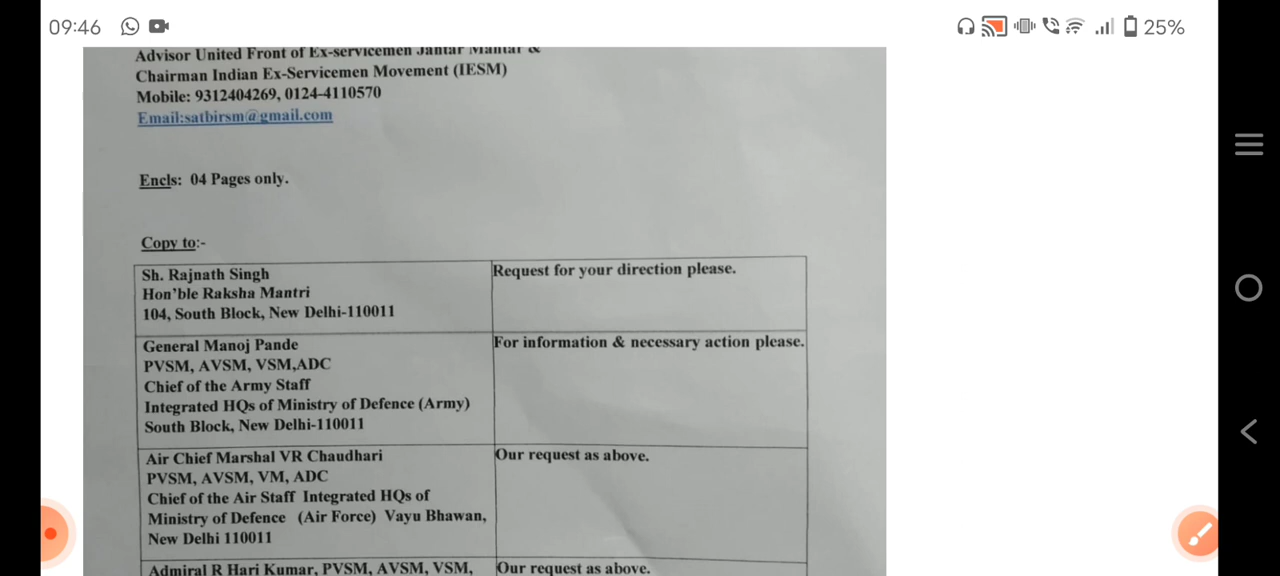 09:46
25%
Advisor United Front of Ex-servicemen Jantar Mantar &
Chairman Indian Ex-Servicemen Movement (IESM)
Mobile: 9312404269, 0124-4110570
Email:satbirsm@gmail.com
Encls: 04 Pages only.
Copy to:-
Sh. Rajnath Singh
Hon'ble Raksha Mantri
104, South Block, New Delhi-110011
Request for your direction please.
General Manoj Pande
PVSM, AVSM, VSM,ADC
Chief of the Army Staff
Integrated HQs of Ministry of Defence (Army)
South Block, New Delhi-110011
For information & necessary action please.
Air Chief Marshal VR Chaudhari
PVSM, AVSM, VM, ADC
Chief of the Air Staff Integrated HQs of
Ministry of Defence (Air Force) Vayu Bhawan,
New Delhi 110011
Our request as above.
Admiral R Hari Kumar, PVSM, AVSM, VSM,
Our request as above.